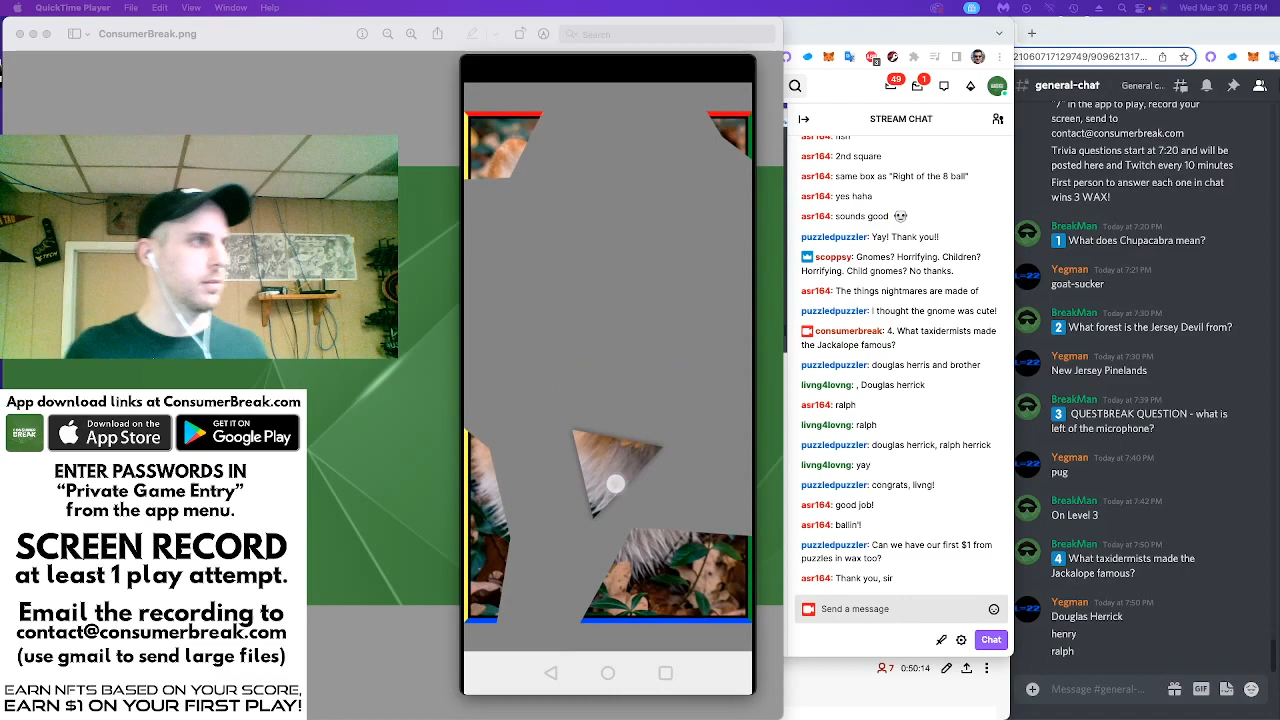 QuickTime Player File Edit View Window Help
Wed Mar 30 7:56 PM
ConsumerBreak.png
Search
YTECH
App download links at ConsumerBreak.com
CONSUMER BREAK
Download on the App Store
GET IT ON Google Play
ENTER PASSWORDS IN
“Private Game Entry”
from the app menu.
SCREEN RECORD
at least 1 play attempt.
Email the recording to
contact@consumerbreak.com
(use gmail to send large files)
EARN NFTS BASED ON YOUR SCORE,
EARN $1 ON YOUR FIRST PLAY!
49 1
STREAM CHAT
asr164: fish
asr164: 2nd square
asr164: same box as "Right of the 8 ball"
asr164: yes haha
asr164: sounds good
puzzledpuzzler: Yay! Thank you!!
scoppsy: Gnomes? Horrifying. Children?
Horrifying. Child gnomes? No thanks.
asr164: The things nightmares are made of
puzzledpuzzler: I thought the gnome was cute!
consumerbreak: 4. What taxidermists made
the Jackalope famous?
puzzledpuzzler: douglas herris and brother
livng4lovng: , Douglas herrick
asr164: ralph
livng4lovng: ralph
puzzledpuzzler: douglas herrick, ralph herrick
livng4lovng: yay
puzzledpuzzler: congrats, livng!
asr164: good job!
asr164: ballin'!
puzzledpuzzler: Can we have our first $1 from
puzzles in wax too?
asr164: Thank you, sir
Send a message
Chat
7 0:50:14
21060717129749/909621317...
general-chat General c...
"7" in the app to play, record your
screen, send to
contact@consumerbreak.com
Trivia questions start at 7:20 and will be
posted here and Twitch every 10 minutes
First person to answer each one in chat
wins 3 WAX!
BreakMan Today at 7:20 PM
1 What does Chupacabra mean?
Yegman Today at 7:21 PM
goat-sucker
BreakMan Today at 7:30 PM
2 What forest is the Jersey Devil from?
Yegman Today at 7:30 PM
New Jersey Pinelands
BreakMan Today at 7:39 PM
3 QUESTBREAK QUESTION - what is
left of the microphone?
Yegman Today at 7:40 PM
pug
BreakMan Today at 7:42 PM
On Level 3
BreakMan Today at 7:50 PM
4 What taxidermists made the
Jackalope famous?
Yegman Today at 7:50 PM
Douglas Herrick
henry
ralph
Message #general-...
GIF